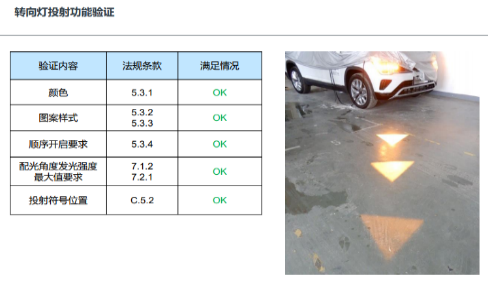 转向灯投射功能验证
验证内容 法规条款 满足情况
颜色 5.3.1 OK
图案样式 5.3.2 5.3.3 OK
顺序开启要求 5.3.4 OK
配光角度发光强度 7.1.2 OK
最大值要求 7.2.1
投射符号位置 C.5.2 OK